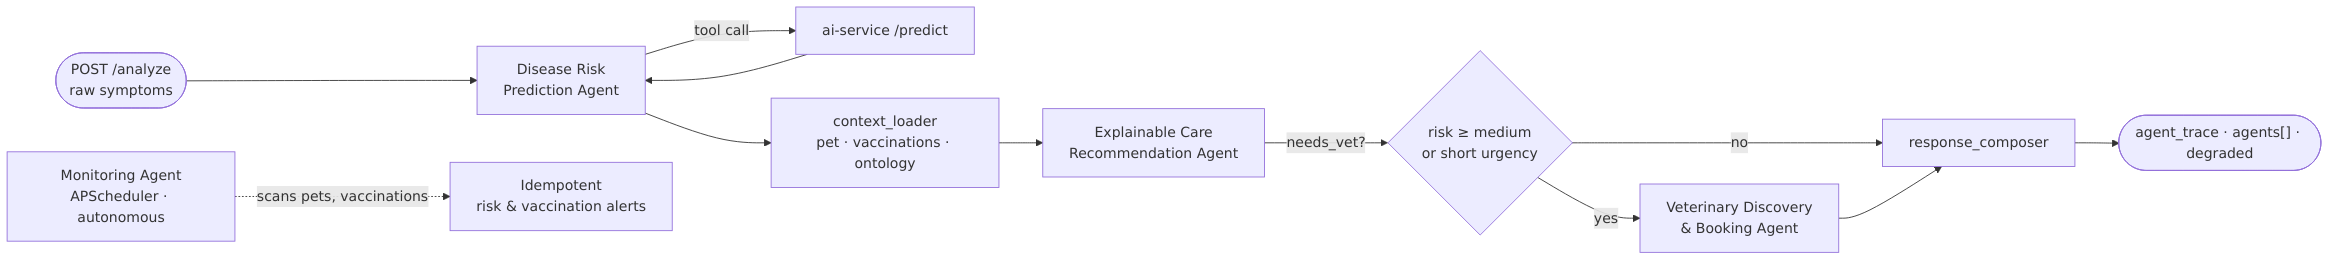 POST /analyze
raw symptoms
Disease Risk
Prediction Agent
tool call
ai-service /predict
context_loader
pet · vaccinations ·
ontology
Explainable Care
Recommendation Agent
needs_vet?
risk ≥ medium
or short urgency
no
yes
Veterinary Discovery
& Booking Agent
response_composer
agent_trace · agents[] ·
degraded
Monitoring Agent
APScheduler ·
autonomous
scans pets, vaccinations
Idempotent
risk & vaccination alerts